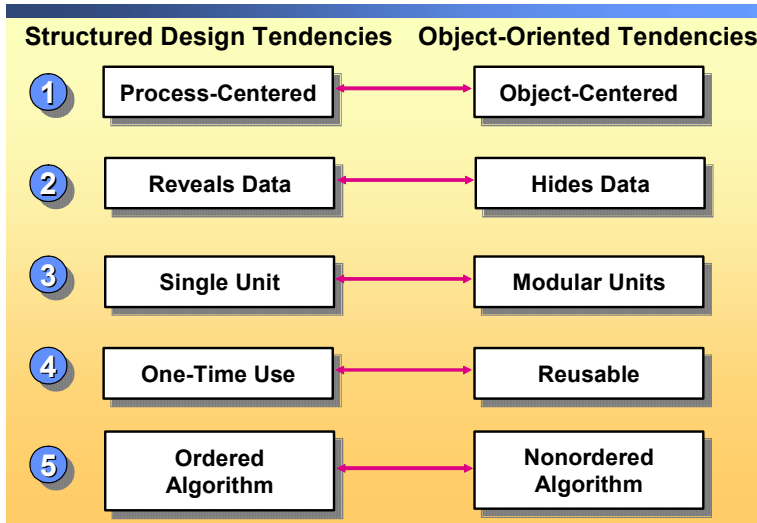 Structured Design Tendencies Object-Oriented Tendencies
1 Process-Centered Object-Centered
2 Reveals Data Hides Data
3 Single Unit Modular Units
4 One-Time Use Reusable
5 Ordered Nonordered
Algorithm Algorithm